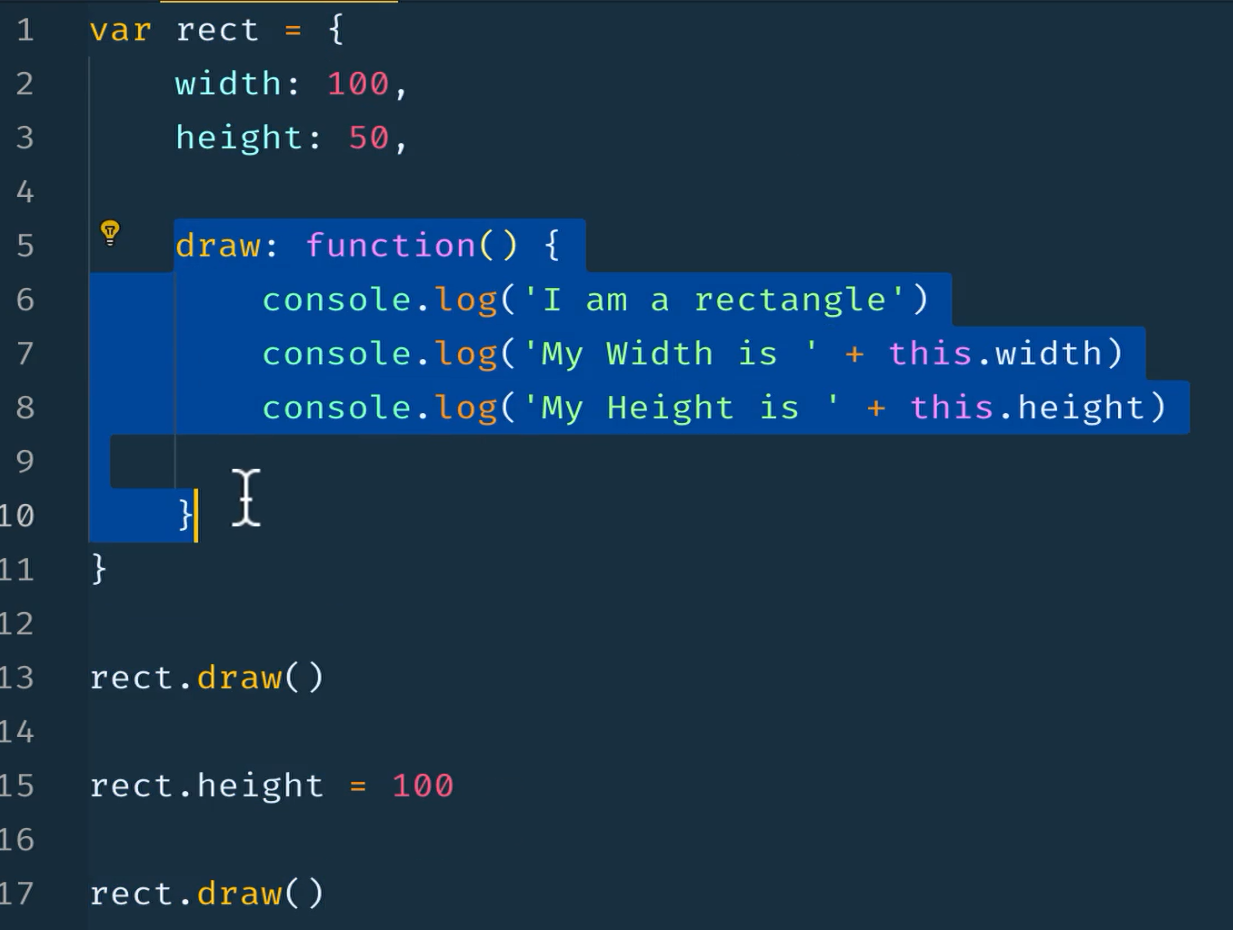 1 var rect = {
2     width: 100,
3     height: 50,
4
5     draw: function() {
6         console.log('I am a rectangle')
7         console.log('My Width is ' + this.width)
8         console.log('My Height is ' + this.height)
9
10     }
11 }
12
13 rect.draw()
14
15 rect.height = 100
16
17 rect.draw()